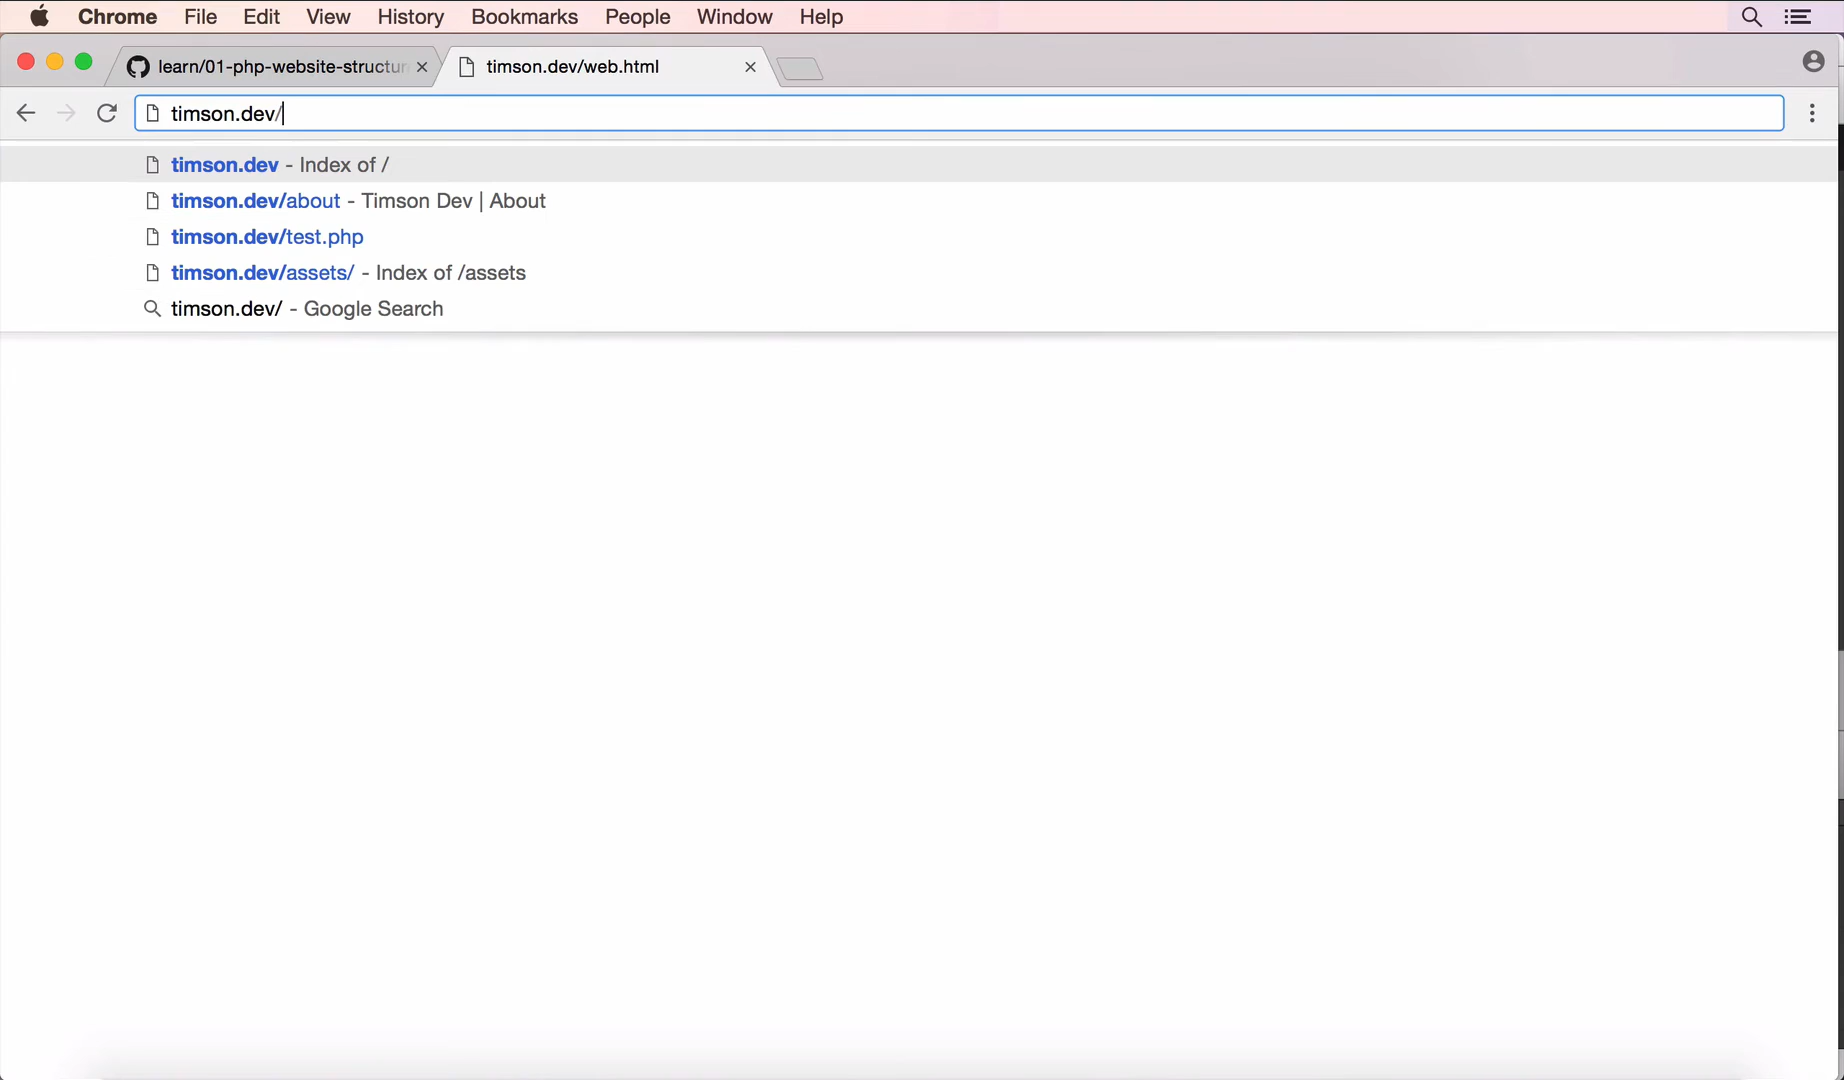 Chrome File Edit View History Bookmarks People Window Help
learn/01-php-website-structur timson.dev/web.html
timson.dev/
timson.dev - Index of /
timson.dev/about - Timson Dev | About
timson.dev/test.php
timson.dev/assets/ - Index of /assets
timson.dev/ - Google Search